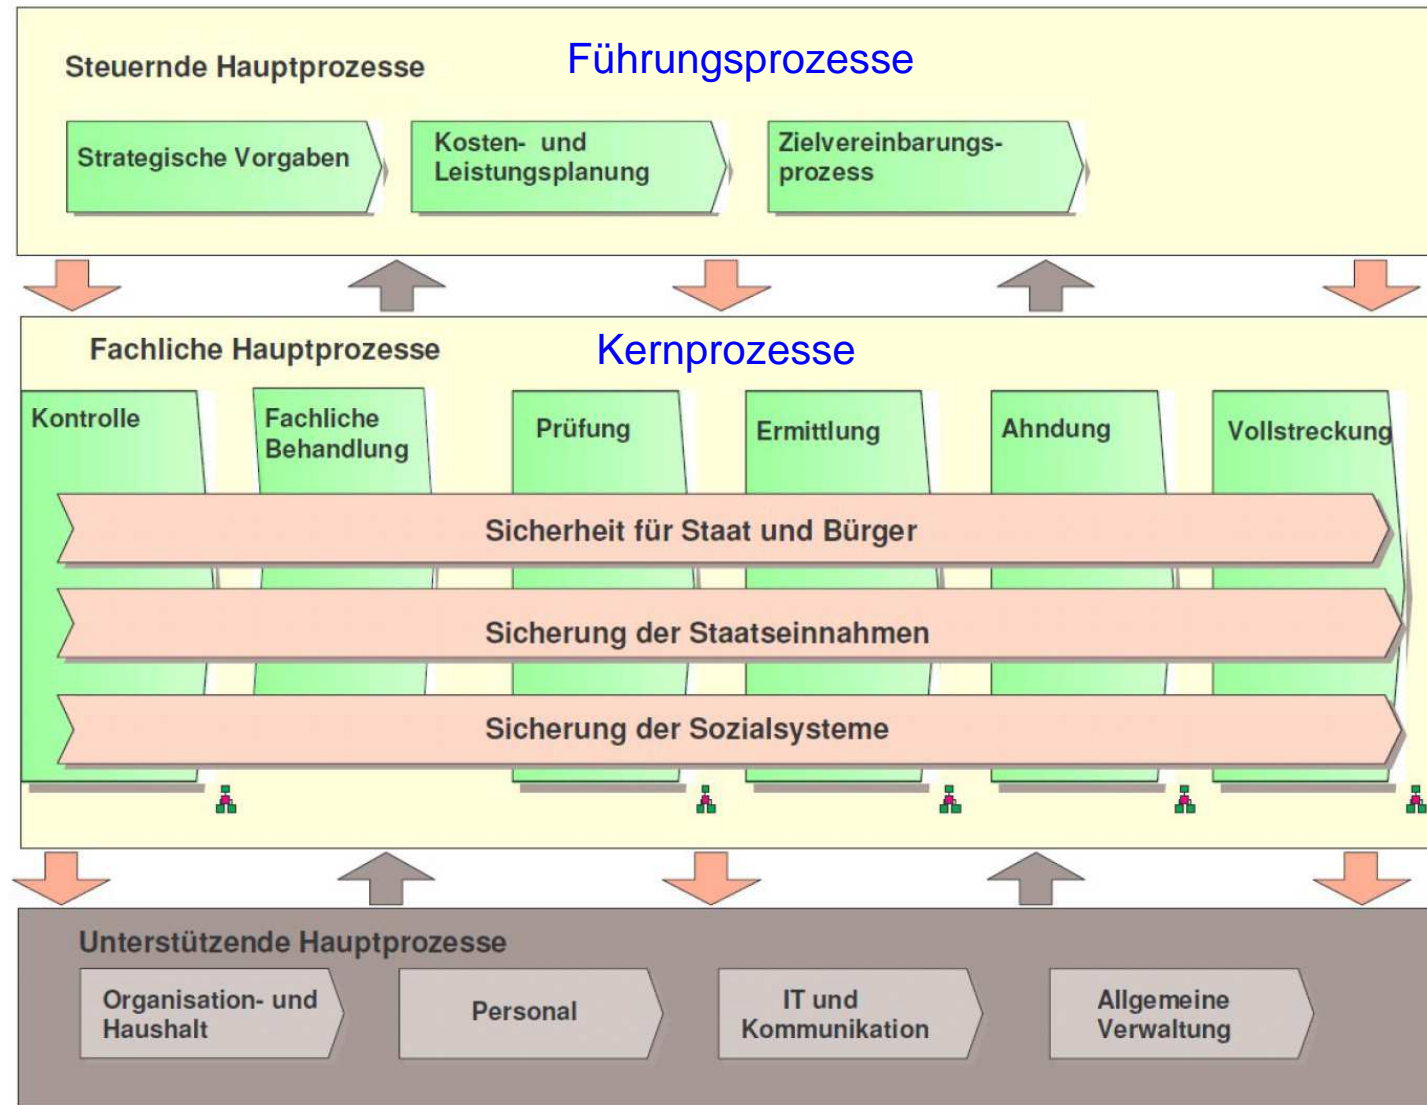 Steuernde Hauptprozesse
Führungsprozesse
Strategische Vorgaben
Kosten- und
Leistungsplanung
Zielvereinbarungs-
prozess
Fachliche Hauptprozesse
Kernprozesse
Kontrolle
Fachliche
Behandlung
Prüfung
Ermittlung
Ahndung
Vollstreckung
Sicherheit für Staat und Bürger
Sicherung der Staatseinnahmen
Sicherung der Sozialsysteme
Unterstützende Hauptprozesse
Organisation- und
Haushalt
Personal
IT und
Kommunikation
Allgemeine
Verwaltung